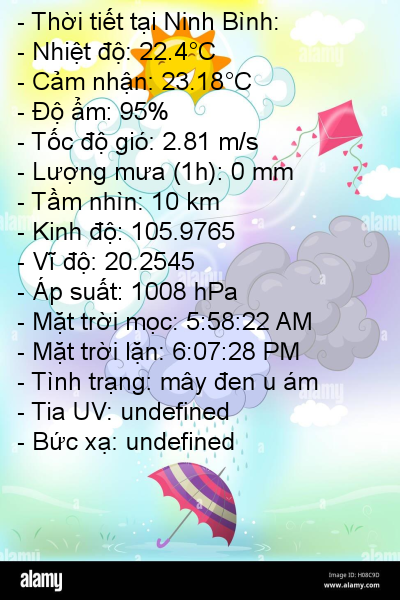 - Thời tiết tại Ninh Bình:
- Nhiệt độ: 22.4°C
- Cảm nhận: 23.18°C
- Độ ẩm: 95%
- Tốc độ gió: 2.81 m/s
- Lượng mưa (1h): 0 mm
- Tầm nhìn: 10 km
- Kinh độ: 105.9765
- Vĩ độ: 20.2545
- Áp suất: 1008 hPa
- Mặt trời mọc: 5:58:22 AM
- Mặt trời lặn: 6:07:28 PM
- Tình trạng: mây đen u ám
- Tia UV: undefined
- Bức xạ: undefined
alamy
Image ID: H08C9D
www.alamy.com